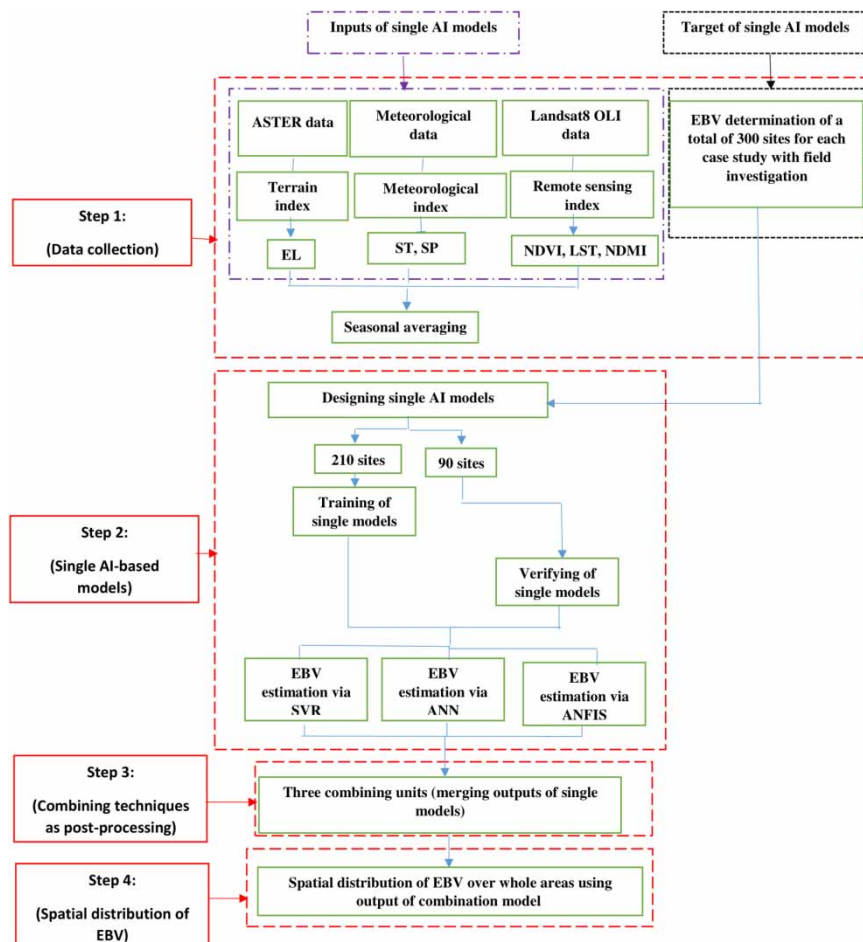 Inputs of single AI models
Target of single AI models
ASTER data
Meteorological
data
Landsat8 OLI
data
EBV determination of a
total of 300 sites for each
case study with field
investigation
Terrain
index
Meteorological
index
Remote sensing
index
Step 1:
(Data collection)
EL
ST, SP
NDVI, LST, NDMI
Seasonal averaging
Designing single AI models
210 sites
90 sites
Training of
single models
Step 2:
(Single AI-based
models)
Verifying of
single models
EBV
estimation via
SVR
EBV
estimation via
ANN
EBV
estimation via
ANFIS
Step 3:
(Combining techniques
as post-processing)
Three combining units (merging outputs of single
models)
Step 4:
(Spatial distribution of
EBV)
Spatial distribution of EBV over whole areas using
output of combination model